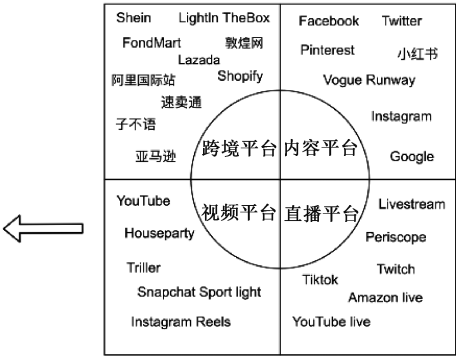 Shein
LightIn TheBox
FondMart
敦煌网
Lazada
阿里国际站
Shopify
速卖通
子不语
亚马逊
跨境平台
Facebook
Twitter
Pinterest
小红书
Vogue Runway
Instagram
Google
内容平台
YouTube
Houseparty
Triller
Snapchat Sport light
Instagram Reels
视频平台
直播平台
Livestream
Periscope
Twitch
Tiktok
Amazon live
YouTube live